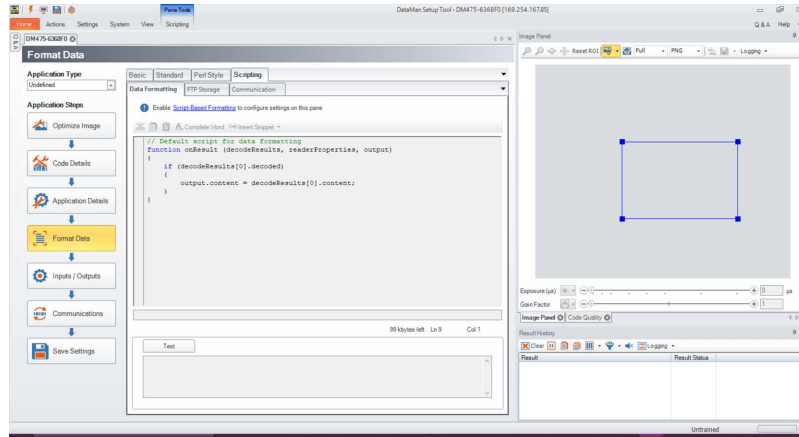 Pane Tools
DataMan Setup Tool - DM475-6368F0 [169.254.167.85]
Home Actions Settings System View Scripting
Q & A Help
Q & A
DM475-6368F0
Format Data
Application Type
Undefined
Application Steps
Optimize Image
Code Details
Application Details
Format Data
Inputs / Outputs
Communications
Save Settings
Basic Standard Perl Style Scripting
Data Formatting FTP Storage Communication
Enable Script-Based Formatting to configure settings on this pane
Complete Word Insert Snippet
// Default script for data formatting
function onResult (decodeResults, readerProperties, output)
{
if (decodeResults[0].decoded)
{
output.content = decodeResults[0].content;
}
}
99 kbytes left Ln 9 Col 1
Test
Image Panel
Reset ROI Full PNG Logging
Exposure (µs) 0 µs
Gain Factor 1
Image Panel Code Quality
Result History
Clear Logging
Result Result Status
Untrained